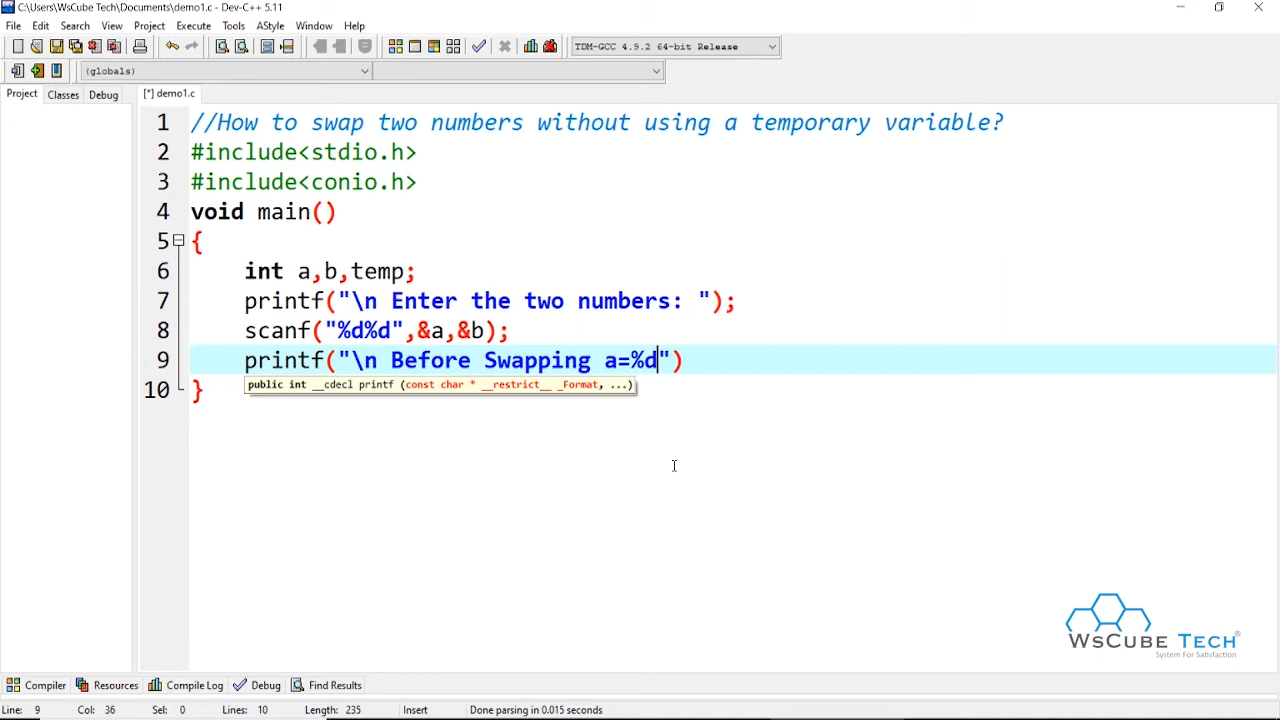 C:\Users\WsCube Tech\Documents\demo1.c - Dev-C++ 5.11
File Edit Search View Project Execute Tools AStyle Window Help
TDM-GCC 4.9.2 64-bit Release
(globals)
Project Classes Debug [*] demo1.c
1 //How to swap two numbers without using a temporary variable?
2 #include<stdio.h>
3 #include<conio.h>
4 void main()
5 {
6 int a,b,temp;
7 printf("\n Enter the two numbers: ");
8 scanf("%d%d",&a,&b);
9 printf("\n Before Swapping a=%d")
public int __cdecl printf (const char * __restrict__ _Format, ...)
10 }
WsCube Tech®
System For Satisfaction
Compiler Resources Compile Log Debug Find Results
Line: 9 Col: 36 Sel: 0 Lines: 10 Length: 235 Insert Done parsing in 0.015 seconds